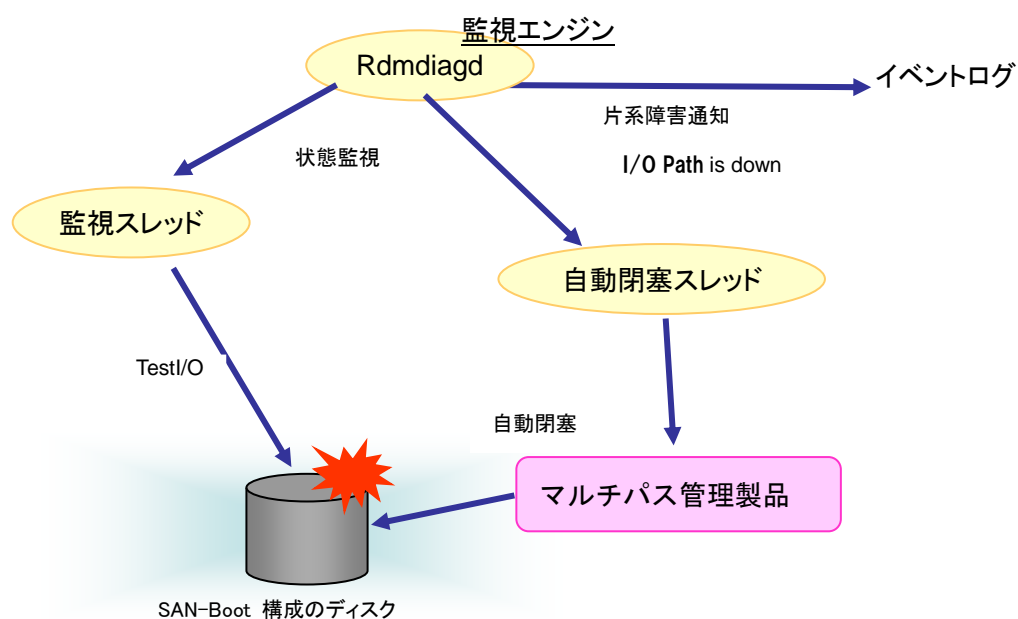 監視エンジン
Rdmdiagd
イベントログ
片系障害通知
状態監視
I/O Path is down
監視スレッド
自動閉塞スレッド
TestI/O
自動閉塞
マルチパス管理製品
SAN-Boot 構成のディスク